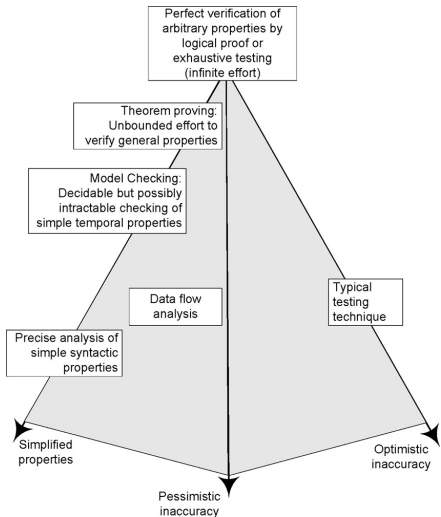 Perfect verification of
arbitrary properties by
logical proof or
exhaustive testing
(infinite effort)
Theorem proving:
Unbounded effort to
verify general properties
Model Checking:
Decidable but possibly
intractable checking of
simple temporal properties
Data flow
analysis
Typical
testing
technique
Precise analysis of
simple syntactic
properties
Simplified
properties
Optimistic
inaccuracy
Pessimistic
inaccuracy